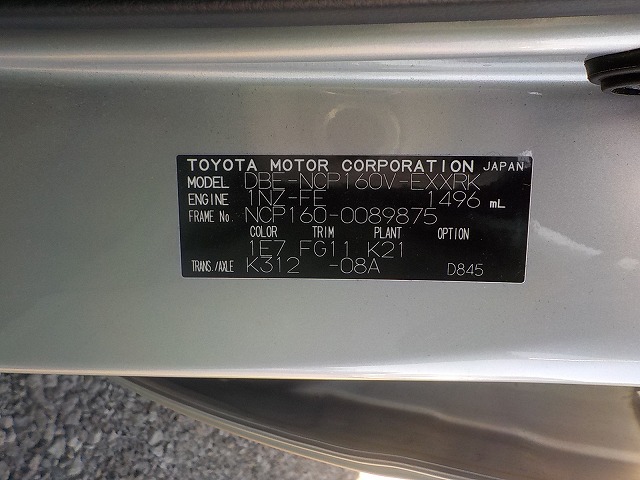 TOYOTA MOTOR CORPORATION JAPAN
MODEL DBE-NCP160V-EXXRK
ENGINE 1NZ-FE 1496 mL
FRAME No. NCP160-0089875
COLOR TRIM PLANT OPTION
1E7 FG11 K21
TRANS./AXLE K312 -08A D845